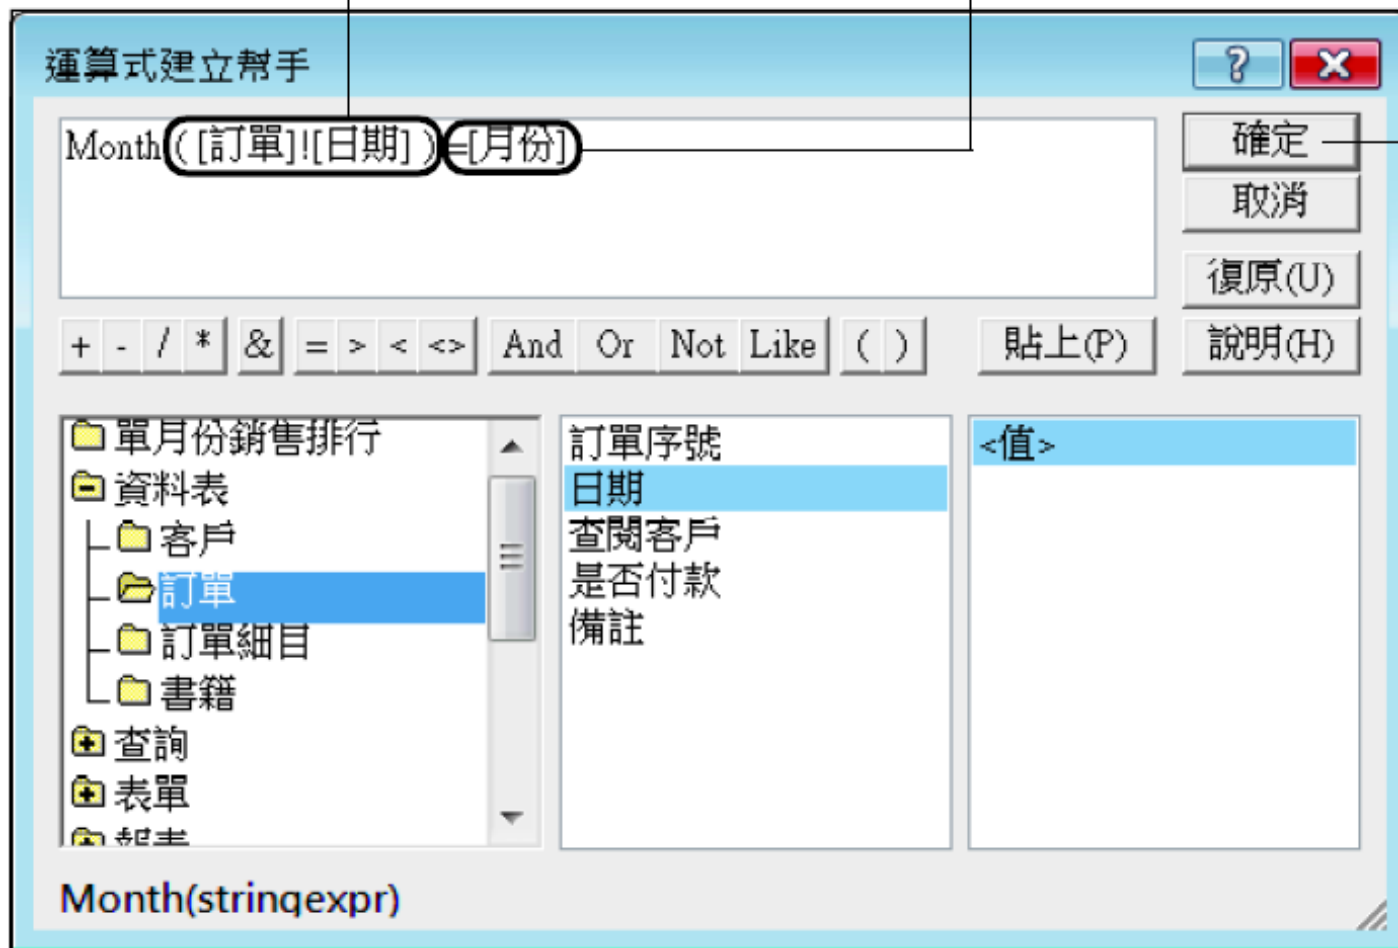 運算式建立幫手
Month ( [訂單]![日期] ) =[月份]
確定
取消
復原(U)
+ - / * & = > < <> And Or Not Like ( ) 貼上(P) 說明(H)
單月份銷售排行
資料表
客戶
訂單
訂單細目
書籍
查詢
表單
報表
訂單序號
日期
查閱客戶
是否付款
備註
<值>
Month(stringexpr)